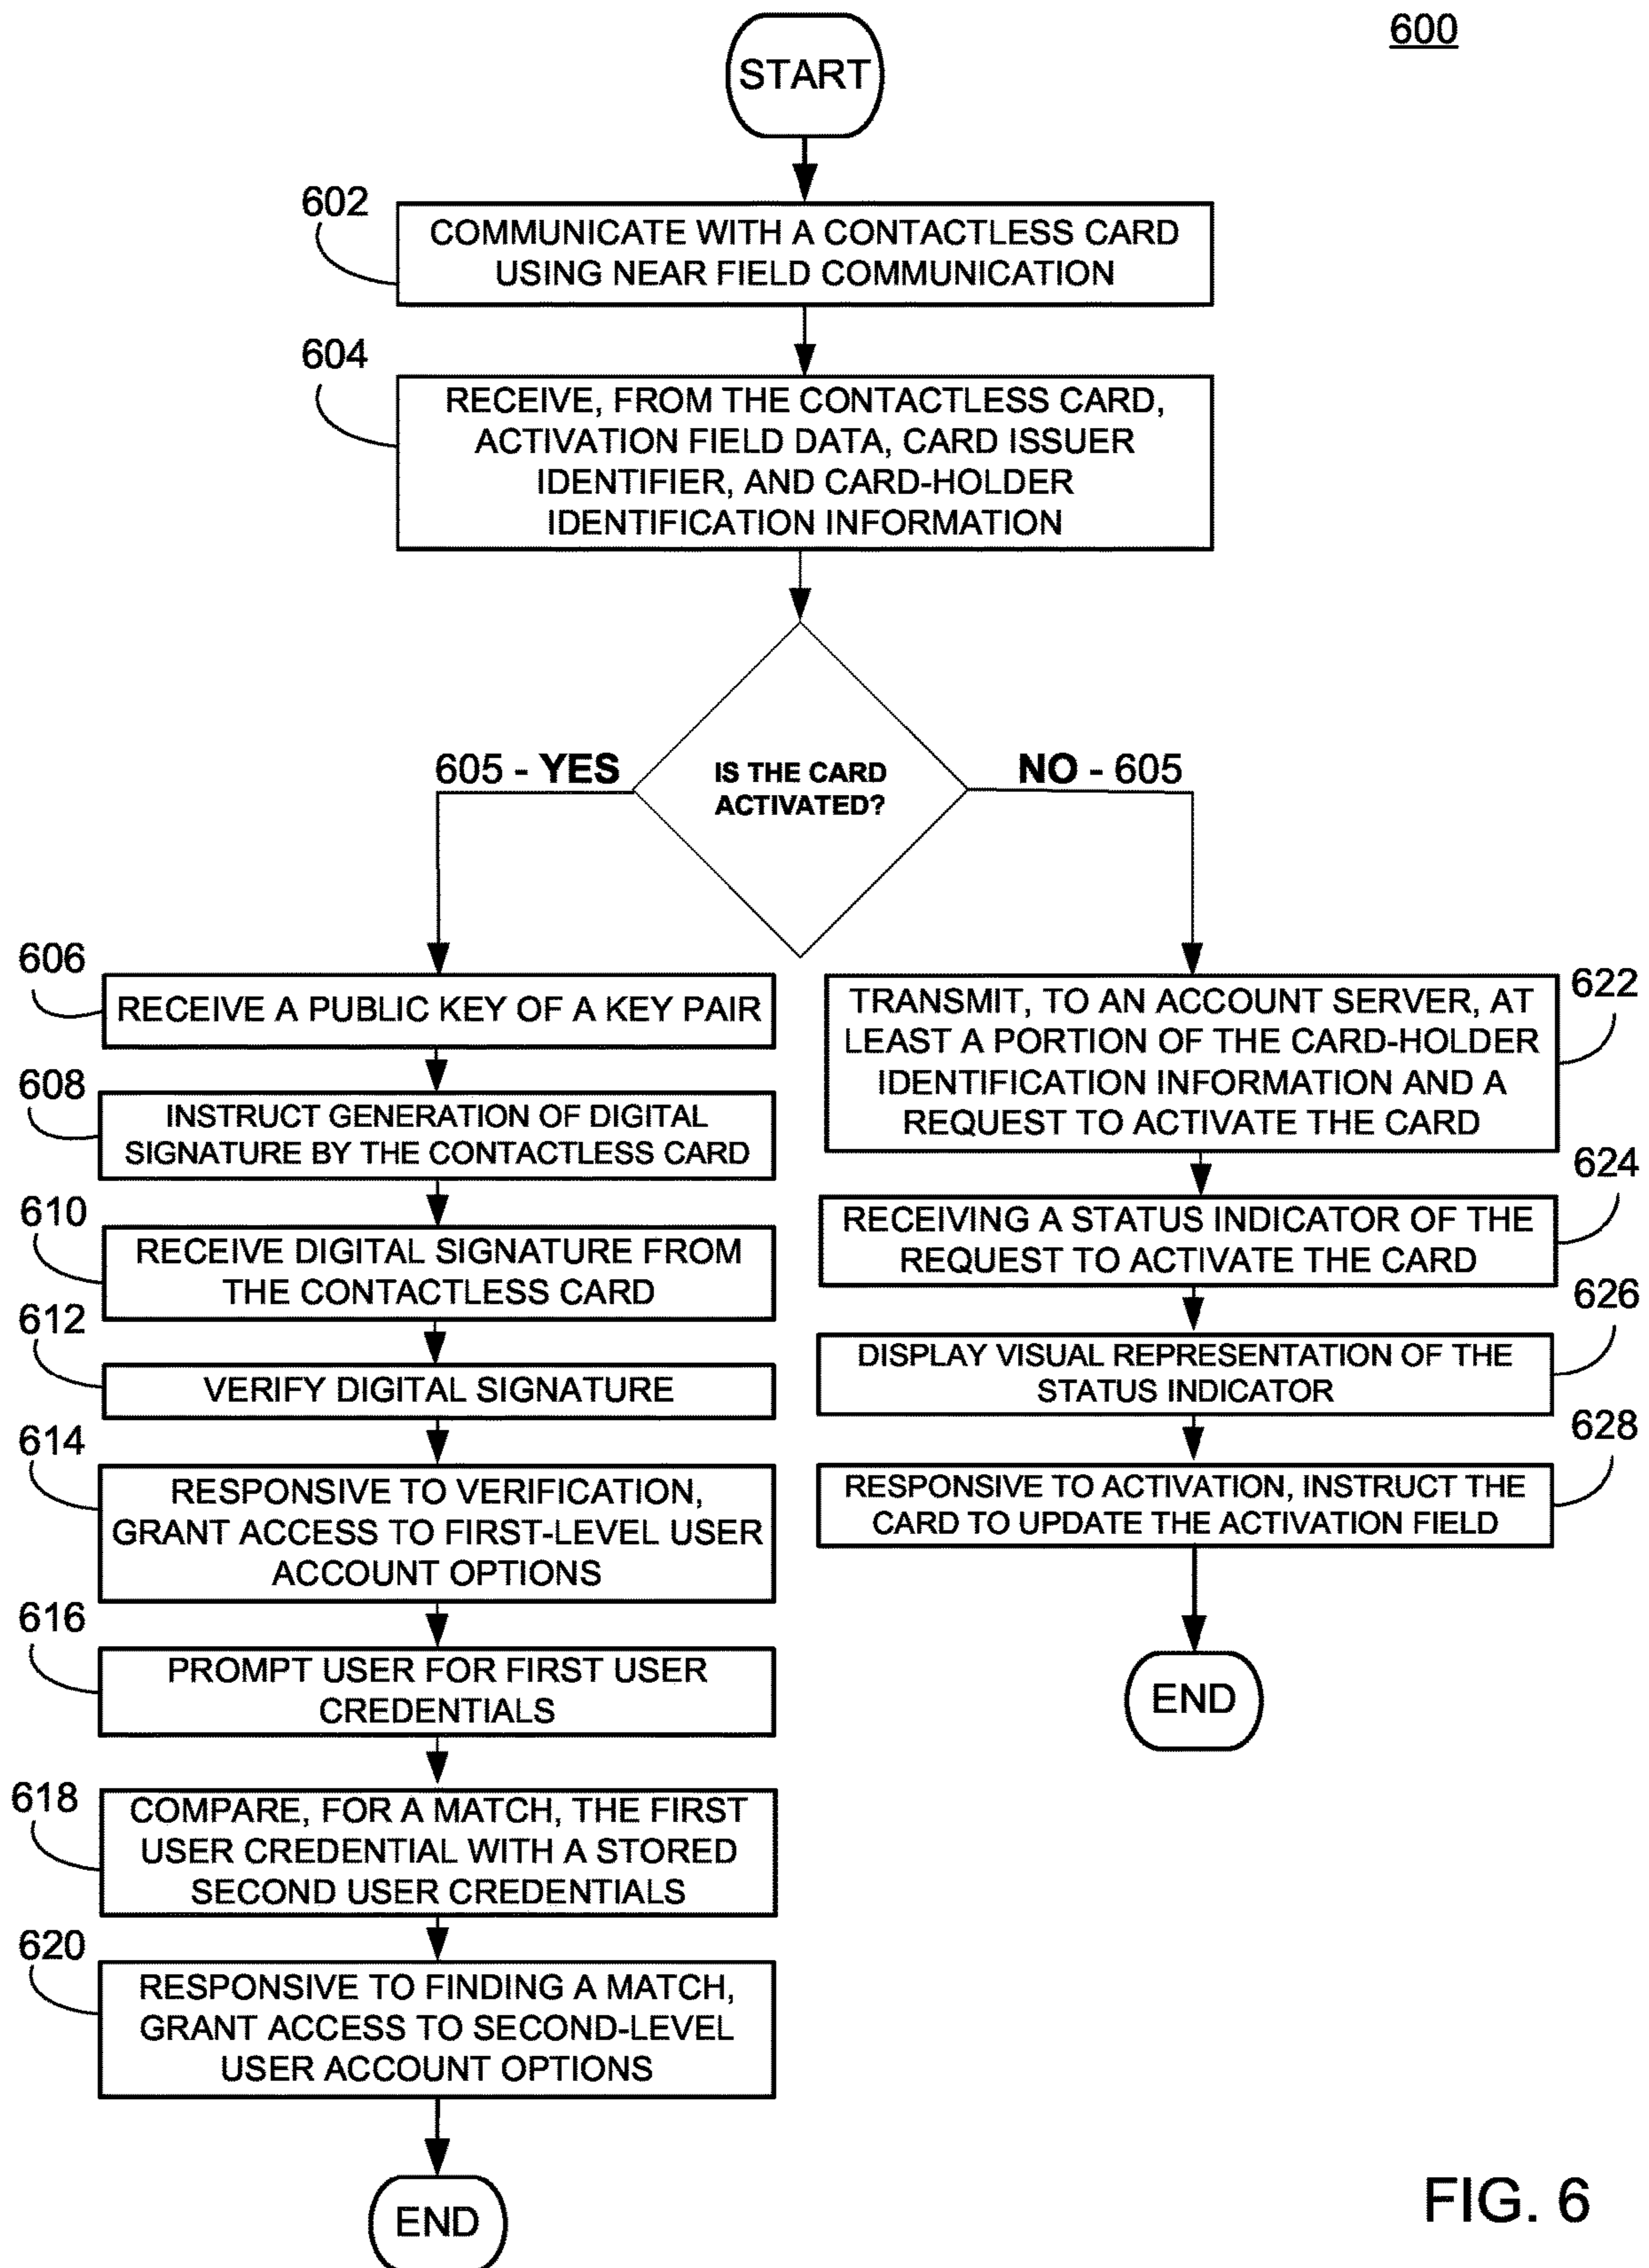 600
START
602
COMMUNICATE WITH A CONTACTLESS CARD
USING NEAR FIELD COMMUNICATION
604
RECEIVE, FROM THE CONTACTLESS CARD,
ACTIVATION FIELD DATA, CARD ISSUER
IDENTIFIER, AND CARD-HOLDER
IDENTIFICATION INFORMATION
605 - YES
IS THE CARD
ACTIVATED?
NO - 605
606
RECEIVE A PUBLIC KEY OF A KEY PAIR
608
INSTRUCT GENERATION OF DIGITAL
SIGNATURE BY THE CONTACTLESS CARD
610
RECEIVE DIGITAL SIGNATURE FROM
THE CONTACTLESS CARD
612
VERIFY DIGITAL SIGNATURE
614
RESPONSIVE TO VERIFICATION,
GRANT ACCESS TO FIRST-LEVEL USER
ACCOUNT OPTIONS
616
PROMPT USER FOR FIRST USER
CREDENTIALS
618
COMPARE, FOR A MATCH, THE FIRST
USER CREDENTIAL WITH A STORED
SECOND USER CREDENTIALS
620
RESPONSIVE TO FINDING A MATCH,
GRANT ACCESS TO SECOND-LEVEL
USER ACCOUNT OPTIONS
END
622
TRANSMIT, TO AN ACCOUNT SERVER, AT
LEAST A PORTION OF THE CARD-HOLDER
IDENTIFICATION INFORMATION AND A
REQUEST TO ACTIVATE THE CARD
624
RECEIVING A STATUS INDICATOR OF THE
REQUEST TO ACTIVATE THE CARD
626
DISPLAY VISUAL REPRESENTATION OF THE
STATUS INDICATOR
628
RESPONSIVE TO ACTIVATION, INSTRUCT THE
CARD TO UPDATE THE ACTIVATION FIELD
END
FIG. 6